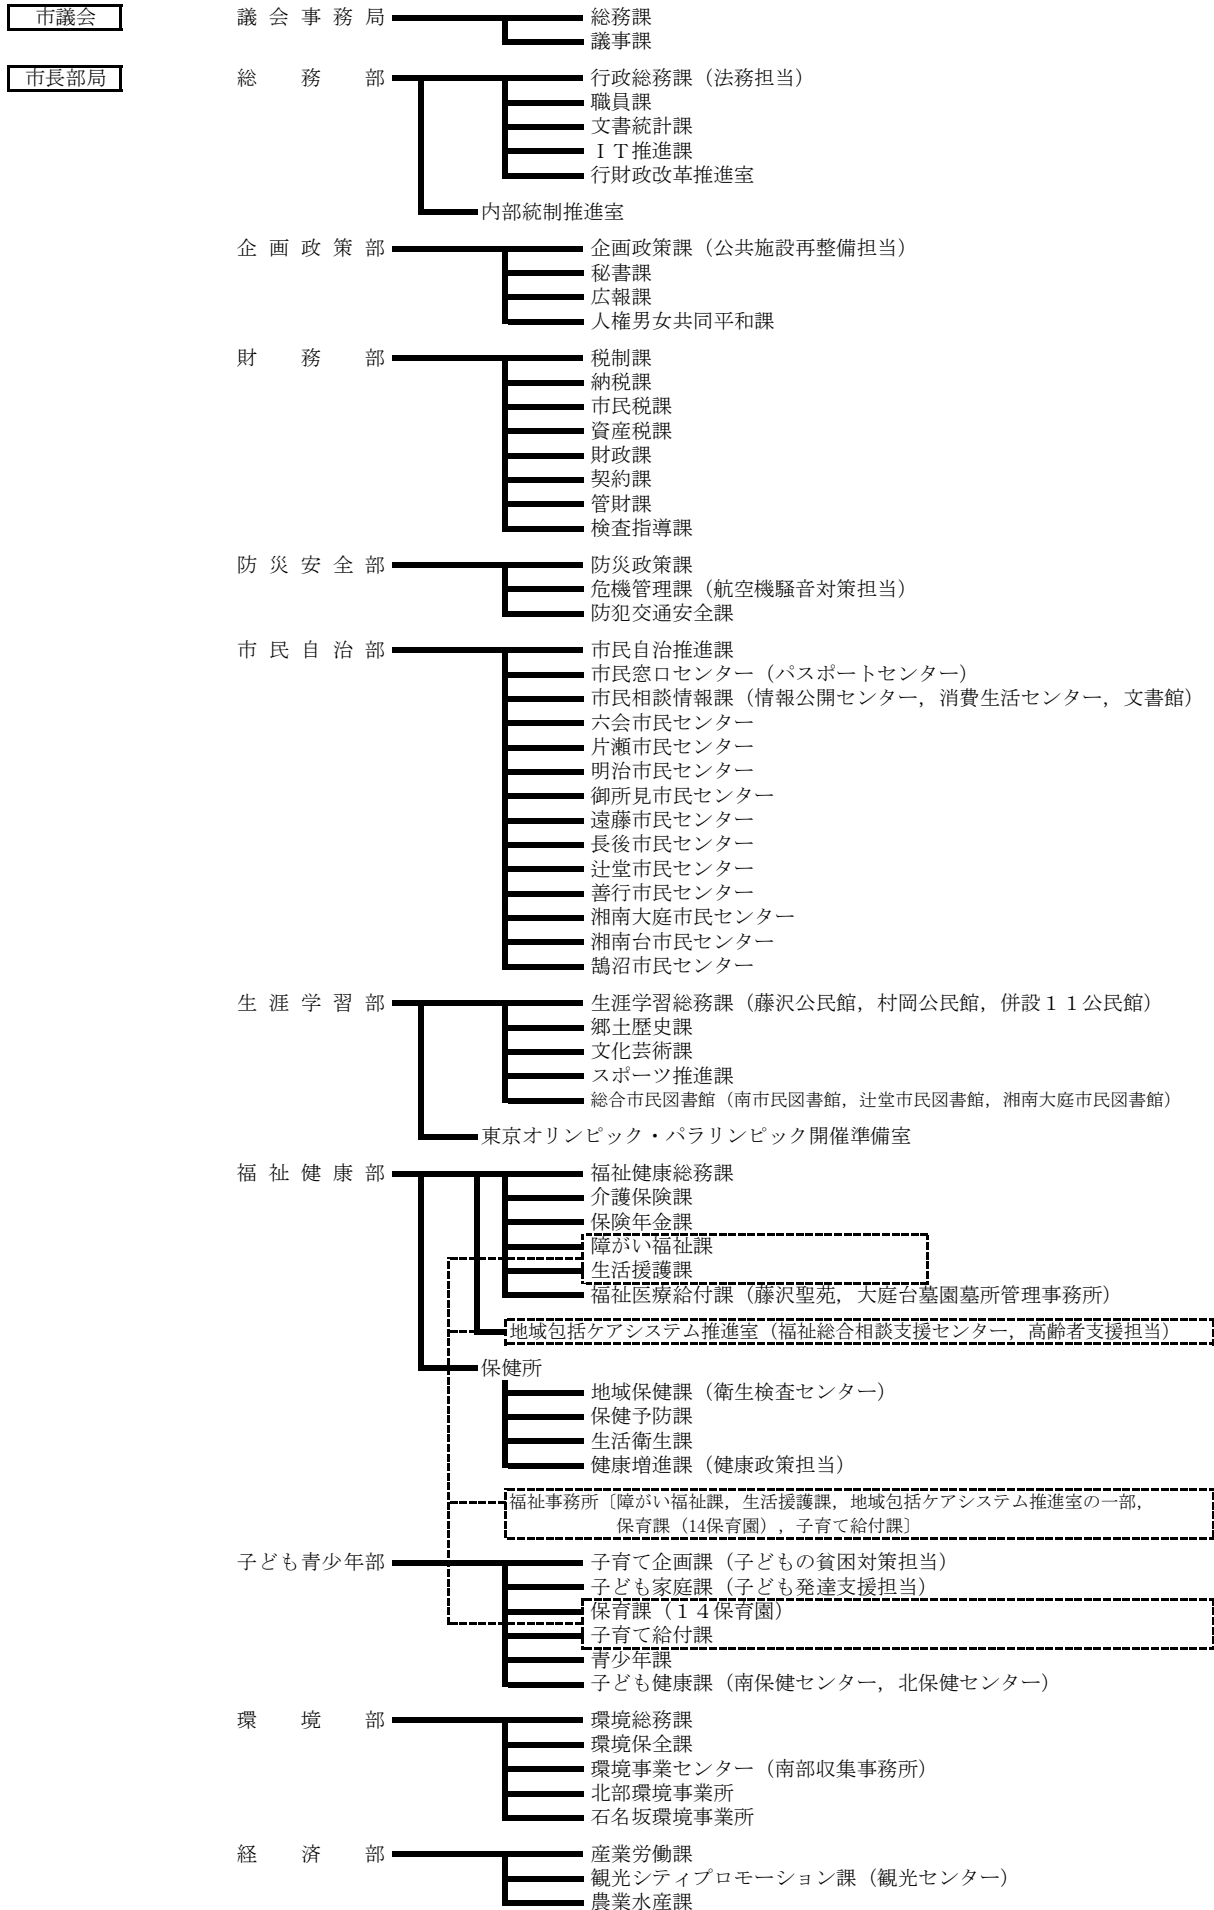 市議会 議会事務局 総務課
議事課
市長部局 総務部 行政総務課（法務担当）
職員課
文書統計課
ＩＴ推進課
行財政改革推進室
内部統制推進室
企画政策部 企画政策課（公共施設再整備担当）
秘書課
広報課
人権男女共同平和課
財務部 税制課
納税課
市民税課
資産税課
財政課
契約課
管財課
検査指導課
防災安全部 防災政策課
危機管理課（航空機騒音対策担当）
防犯交通安全課
市民自治部 市民自治推進課
市民窓口センター（パスポートセンター）
市民相談情報課（情報公開センター，消費生活センター，文書館）
六会市民センター
片瀬市民センター
明治市民センター
御所見市民センター
遠藤市民センター
長後市民センター
辻堂市民センター
善行市民センター
湘南大庭市民センター
湘南台市民センター
鵠沼市民センター
生涯学習部 生涯学習総務課（藤沢公民館，村岡公民館，併設１１公民館）
郷土歴史課
文化芸術課
スポーツ推進課
総合市民図書館（南市民図書館，辻堂市民図書館，湘南大庭市民図書館）
東京オリンピック・パラリンピック開催準備室
福祉健康部 福祉健康総務課
介護保険課
保険年金課
障がい福祉課
生活援護課
福祉医療給付課（藤沢聖苑，大庭台墓園墓所管理事務所）
地域包括ケアシステム推進室（福祉総合相談支援センター，高齢者支援担当）
保健所
地域保健課（衛生検査センター）
保健予防課
生活衛生課
健康増進課（健康政策担当）
福祉事務所〔障がい福祉課，生活援護課，地域包括ケアシステム推進室の一部，
保育課（14保育園），子育て給付課〕
子ども青少年部 子育て企画課（子どもの貧困対策担当）
子ども家庭課（子ども発達支援担当）
保育課（１４保育園）
子育て給付課
青少年課
子ども健康課（南保健センター，北保健センター）
環境部 環境総務課
環境保全課
環境事業センター（南部収集事務所）
北部環境事業所
石名坂環境事業所
経済部 産業労働課
観光シティプロモーション課（観光センター）
農業水産課